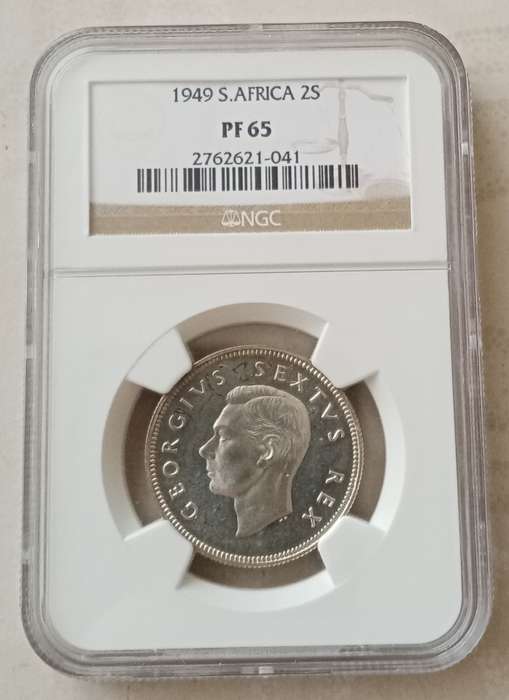 1949 S.AFRICA 2S
PF 65
2762621-041
NGC
GEORGIVS SEXTVS REX